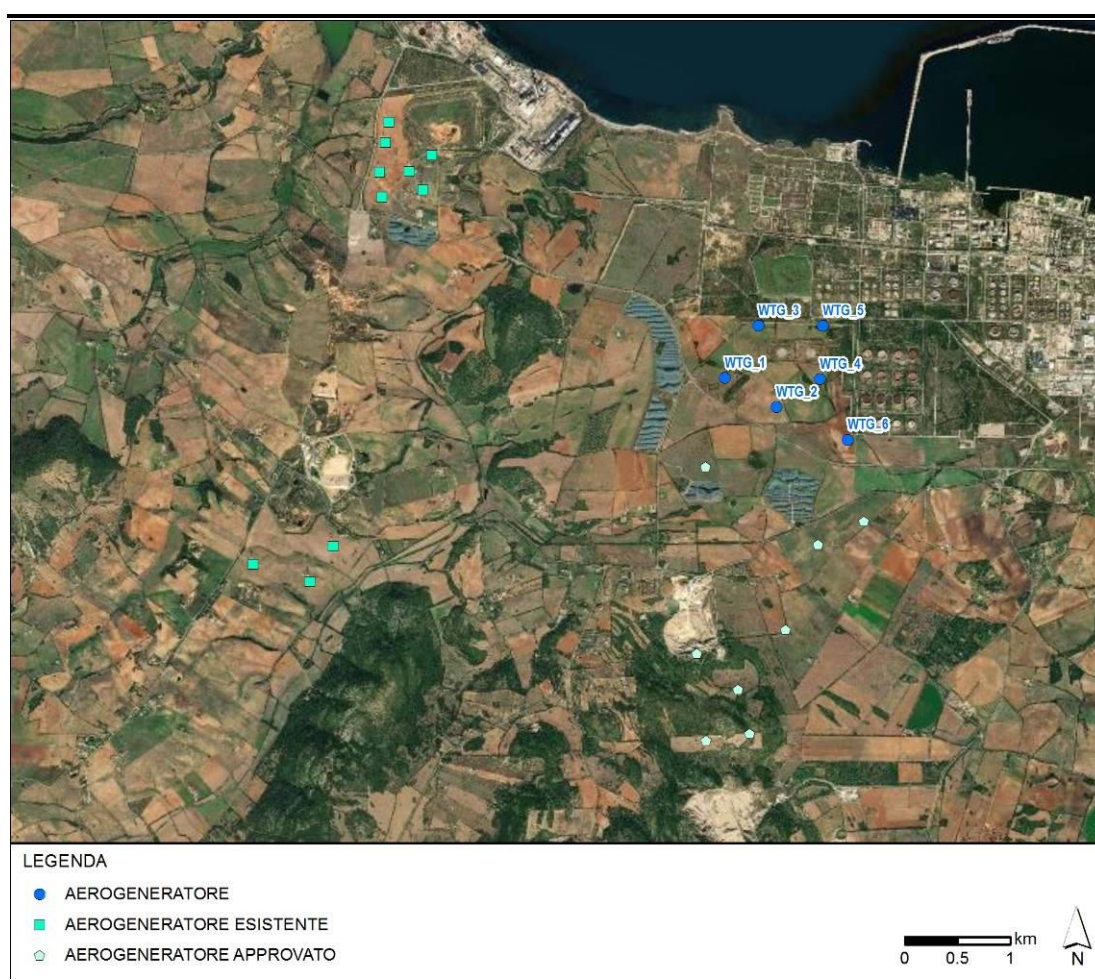 WTG_3
WTG_5
WTG_1
WTG_4
WTG_2
WTG_6
LEGENDA
AEROGENERATORE
AEROGENERATORE ESISTENTE
AEROGENERATORE APPROVATO
km
0 0.5 1
N